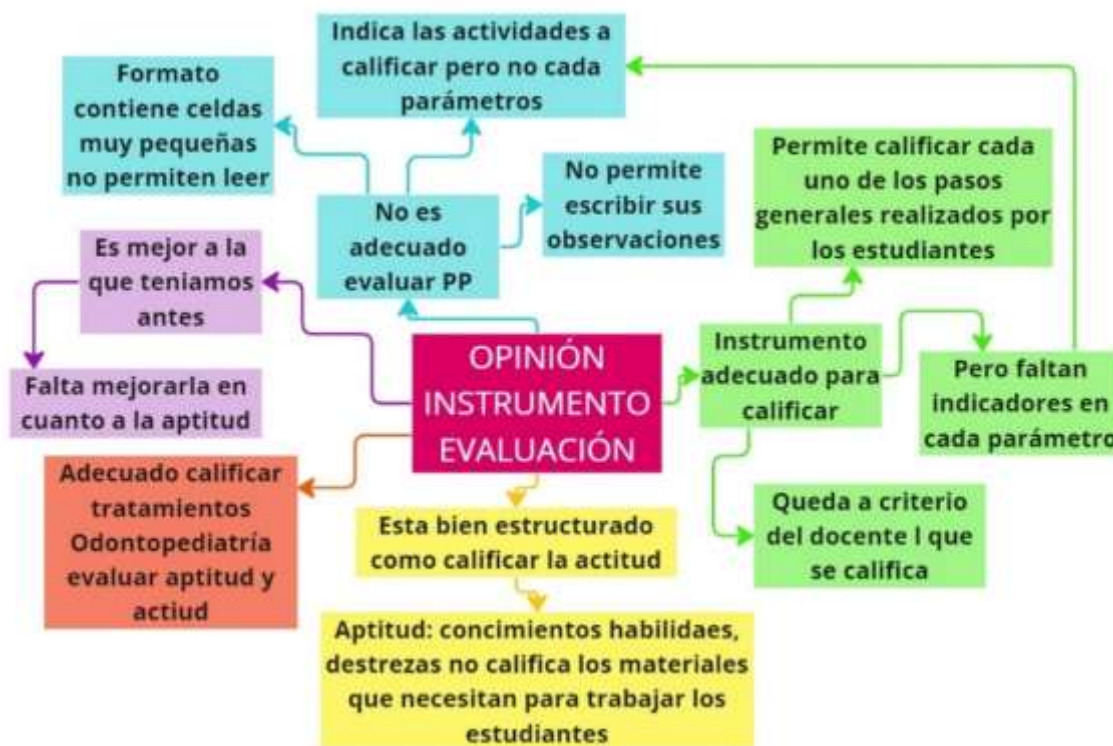 Indica las actividades a
calificar pero no cada
parámetros
Formato
contiene celdas
muy pequeñas
no permiten leer
Permite calificar cada
uno de los pasos
generales realizados por
los estudiantes
No permite
escribir sus
observaciones
No es
adecuado
evaluar PP
Es mejor a la
que teniamos
antes
OPINIÓN
INSTRUMENTO
EVALUACIÓN
Instrumento
adecuado para
calificar
Pero faltan
indicadores en
cada parámetro
Falta mejorarla en
cuanto a la aptitud
Adecuado calificar
tratamientos
Odontopediatría
evaluar aptitud y
actiud
Esta bien estructurado
como calificar la actitud
Queda a criterio
del docente l que
se califica
Aptitud: concimientos habilidaes,
destrezas no califica los materiales
que necesitan para trabajar los
estudiantes